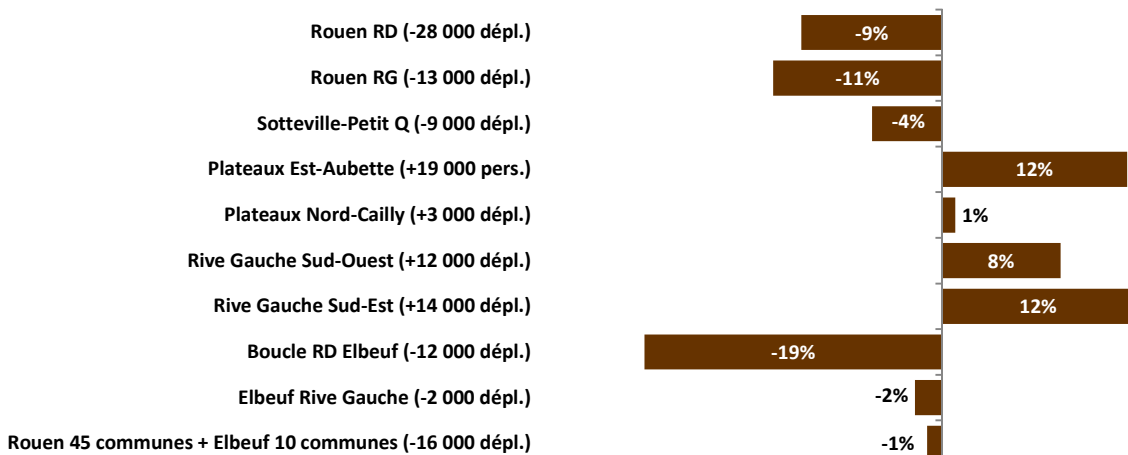 Rouen RD (-28 000 dépl.) -9%
Rouen RG (-13 000 dépl.) -11%
Sotteville-Petit Q (-9 000 dépl.) -4%
Plateaux Est-Aubette (+19 000 pers.) 12%
Plateaux Nord-Cailly (+3 000 dépl.) 1%
Rive Gauche Sud-Ouest (+12 000 dépl.) 8%
Rive Gauche Sud-Est (+14 000 dépl.) 12%
Boucle RD Elbeuf (-12 000 dépl.) -19%
Elbeuf Rive Gauche (-2 000 dépl.) -2%
Rouen 45 communes + Elbeuf 10 communes (-16 000 dépl.) -1%